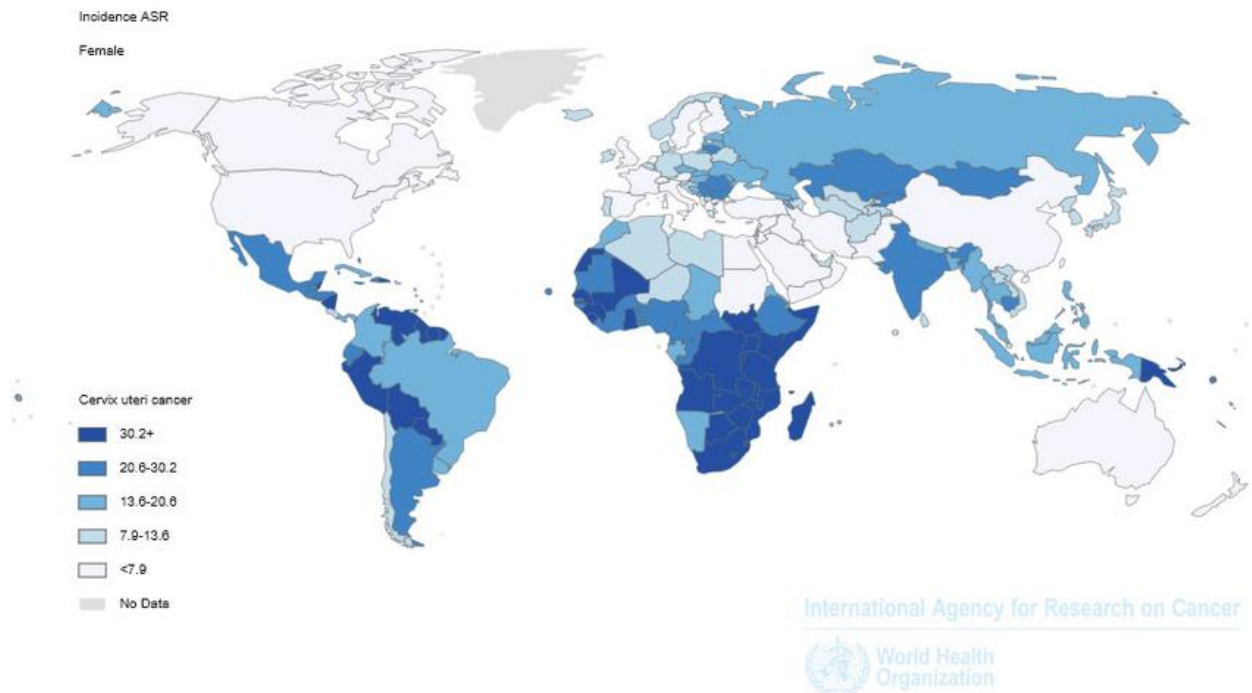 Incidence ASR
Female
Cervix uteri cancer
30.2+
20.6-30.2
13.6-20.6
7.9-13.6
<7.9
No Data
International Agency for Research on Cancer
World Health
Organization